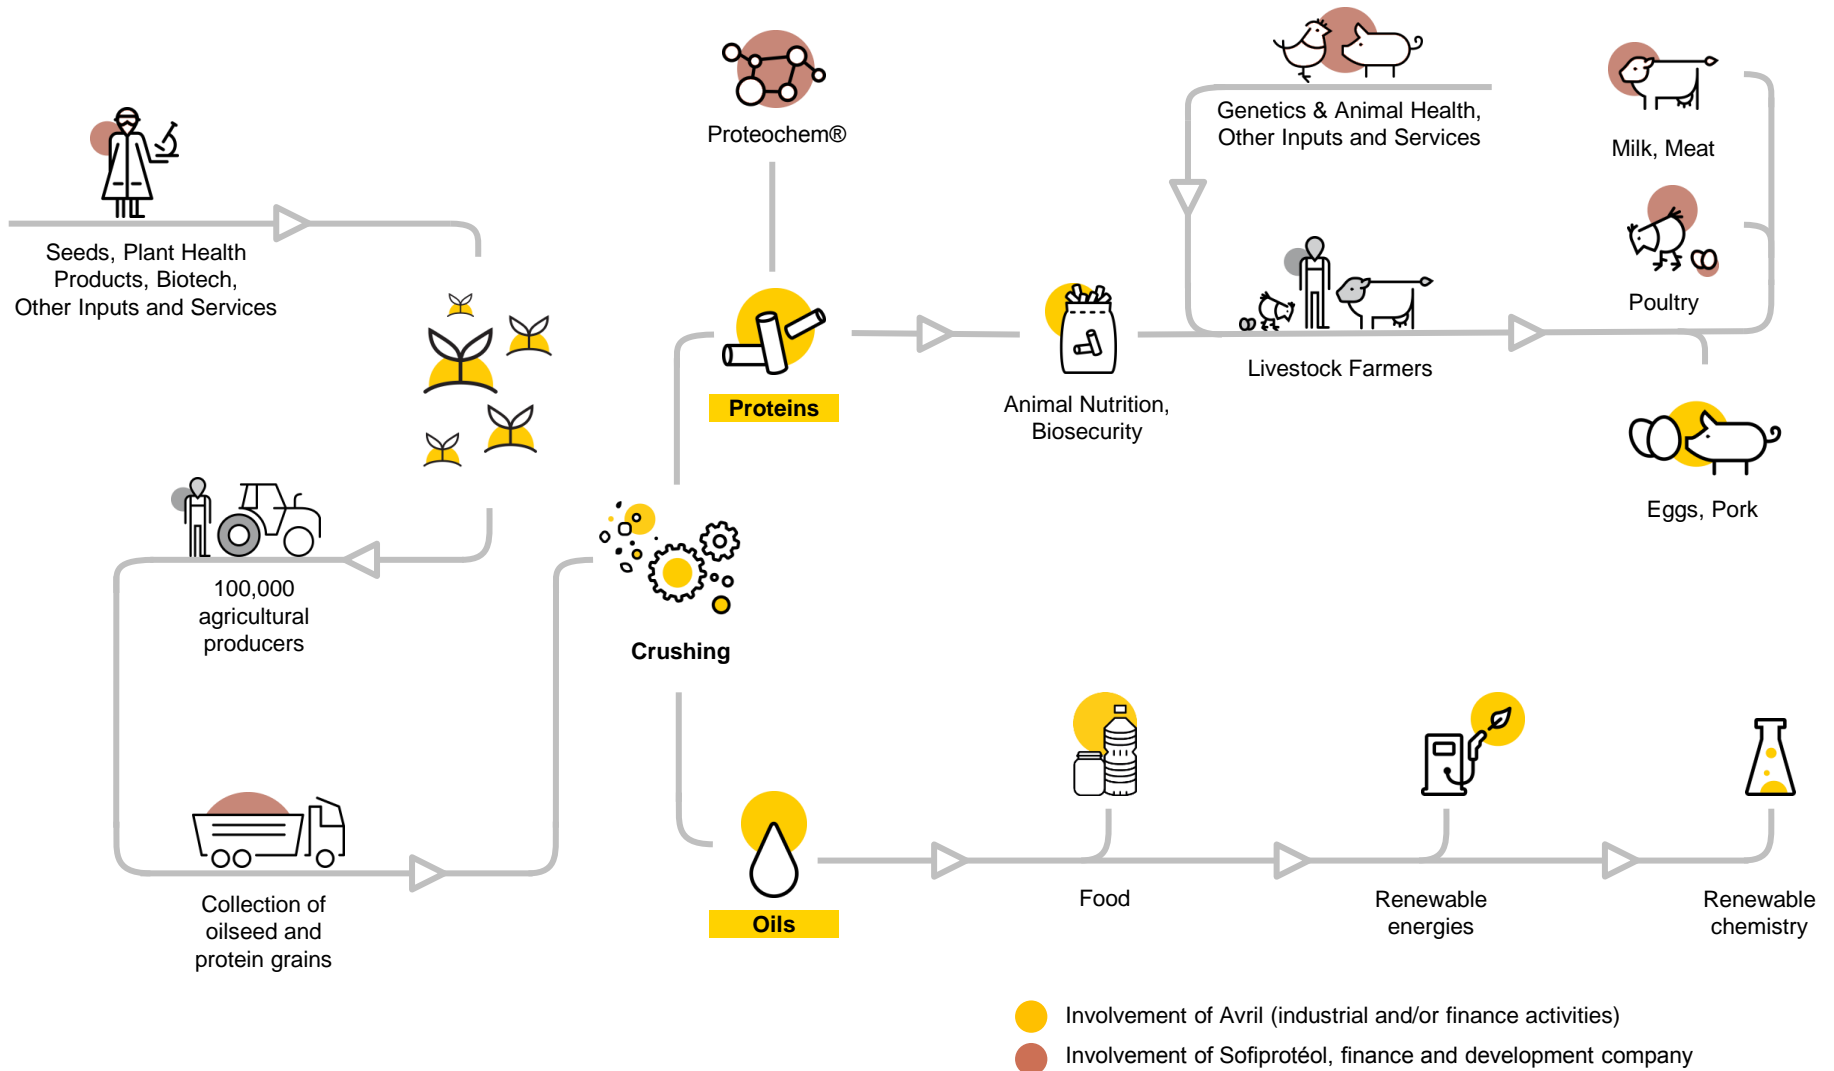 Seeds, Plant Health
Products, Biotech,
Other Inputs and Services
Proteochem®
Genetics & Animal Health,
Other Inputs and Services
Milk, Meat
Poultry
Proteins
Animal Nutrition,
Biosecurity
Livestock Farmers
Eggs, Pork
100,000
agricultural
producers
Crushing
Collection of
oilseed and
protein grains
Oils
Food
Renewable
energies
Renewable
chemistry
Involvement of Avril (industrial and/or finance activities)
Involvement of Sofiprotéol, finance and development company